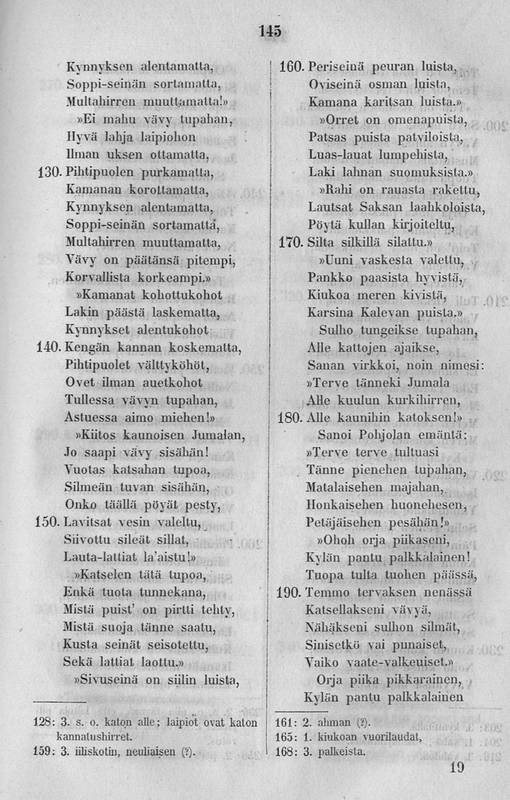 145
Kynnyksen alentamatta,
Soppi-seinän sortamatta,
Multahirren muuttamatta!»
»Ei mahu vävy tupahan,
Hyvä lahja laipiohon
Ilman uksen ottamatta,
130. Pihtipuolen purkamatta,
Kamanan korottamatta,
Kynnyksen alentamatta,
Soppi-seinän sortamattá,
Multahirren muuttamatta,
Vävy on päätänsä pitempi,
Korvallista korkeampi.»
»Kamanat kohottukohot
Lakin päästä laskematta,
Kynnykset alentukohot
140. Kengän kannan koskematta,
Pihtipuolet välttyköhöt,
Ovet ilman auetkohot
Tullessa vävyn tupahan,
Astuessa aimo miehen!»
»Kiitos kaunoisen Jumalan,
Jo saapi vävy sisähän!
Vuotas katsahan tupoa,
Silmeän tuvan sisähän,
Onko täällä pöyät pesty,
150. Lavitsat vesin valeltu,
Siivottu sileät sillat,
Lauta-lattiat la'aistu!»
»Katselen tätä tupoa,
Enkä tuota tunnekana,
Mistä puist' on pirtti tehty,
Mistä suoja tänne saatu,
Kusta seinät seisotettu,
Sekä lattiat laottu.»
»Sivuseinä on siilin luista,
128: 3. s. o. katon alle; laipiot ovat katon
kannatushirret.
159: 3. iiliskotin, neuliaisen (?).
160. Periseinä peuran luista,
Oviseinä osman luista,
Kamana karitsan luista.»
»Orret on omenapuista,
Patsas puista patviloista,
Luas-lauat lumpehista,
Laki lahnan suomuksista.»
»Rahi on rauasta rakettu,
Lautsat Saksan laahkoloista,
Pöytä kullan kirjoiteltu,
170. Silta silkillä silattu.»
»Uuni vaskesta valettu,
Pankko paasista hyvistä,
Kiukoa meren kivistä,
Karsina Kalevan puista.»
Sulho tungeikse tupahan,
Alle kattojen ajaikse,
Sanan virkkoi, noin nimesi:
»Terve tänneki Jumala
Alle kuulun kurkihirren,
180. Alle kaunihin katoksen!»
Sanoi Pohjolan emäntä:
»Terve terve tultuasi
Tänne pienehen tupahan,
Matalaisehen majahan,
Honkaisehen huonehesen,
Petäjäisehen pesähän!»
»Ohoh orja piikaseni,
Kylän pantu palkkalainen!
Tuopa tulta tuohen päässä,
190. Temmo tervaksen nenässä
Katsellakseni vävyä,
Nähäkseni sulhon silmät,
Sinisetkö vai punaiset,
Vaiko vaate-valkeuiset.»
Orja piika pikkarainen,
Kylän pantu palkkalainen
161: 2. ahman (?).
165: 1. kiukoan vuorilaudat,
168: 3. palkeista.
19